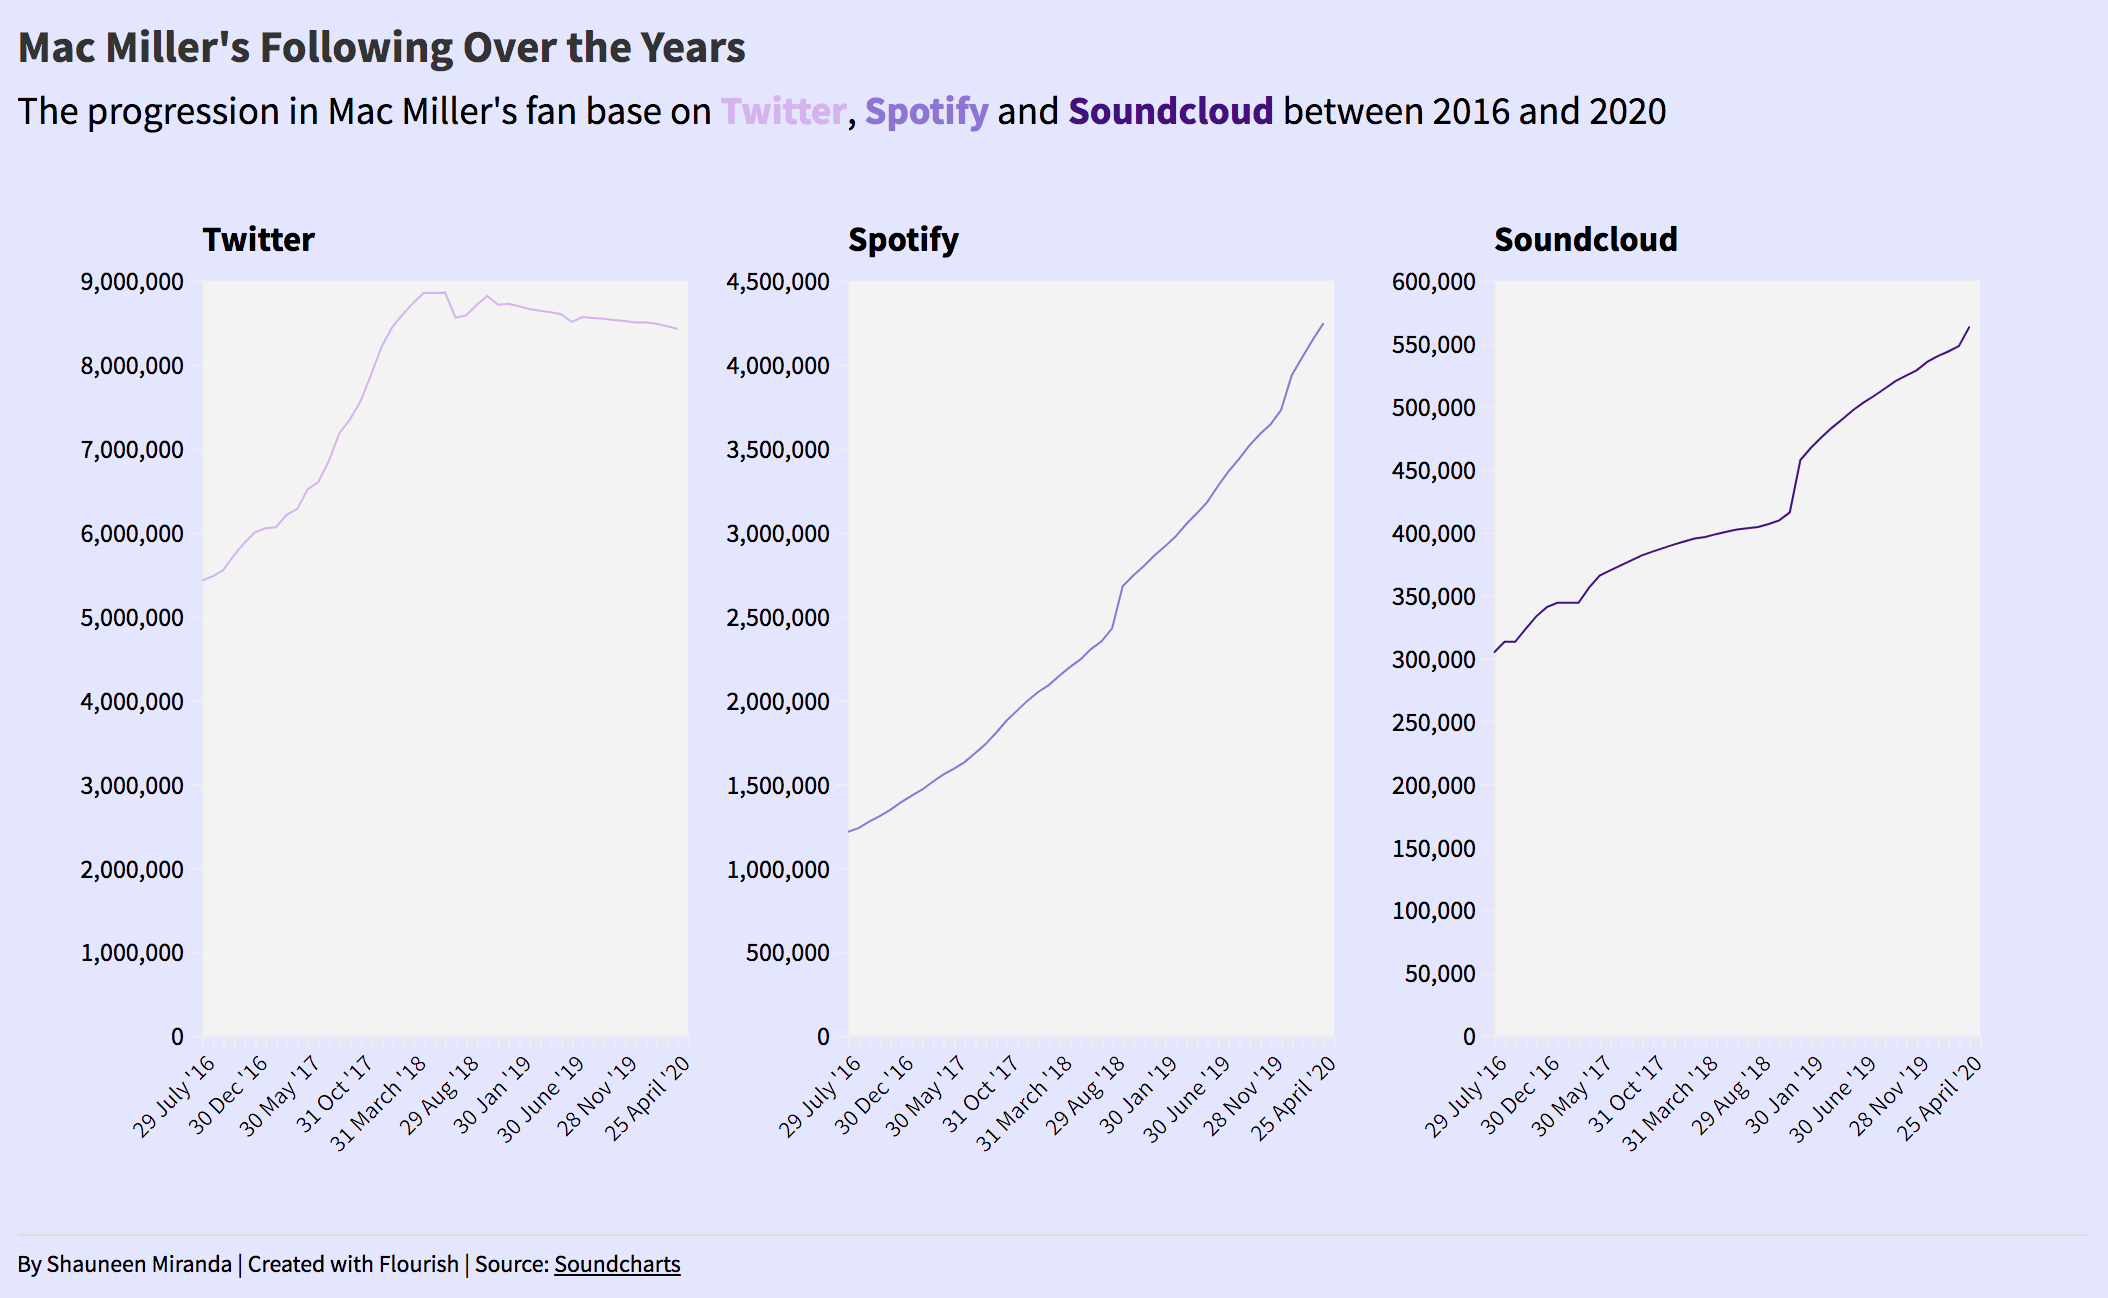 Mac Miller's Following Over the Years
The progression in Mac Miller's fan base on Twitter, Spotify and Soundcloud between 2016 and 2020
Twitter
9,000,000
8,000,000
7,000,000
6,000,000
5,000,000
4,000,000
3,000,000
2,000,000
1,000,000
0
29 July '16
30 Dec '16
30 May '17
31 Oct '17
31 March '18
29 Aug '18
30 Jan '19
30 June '19
28 Nov '19
25 April '20
Spotify
4,500,000
4,000,000
3,500,000
3,000,000
2,500,000
2,000,000
1,500,000
1,000,000
500,000
0
29 July '16
30 Dec '16
30 May '17
31 Oct '17
31 March '18
29 Aug '18
30 Jan '19
30 June '19
28 Nov '19
25 April '20
Soundcloud
600,000
550,000
500,000
450,000
400,000
350,000
300,000
250,000
200,000
150,000
100,000
50,000
0
29 July '16
30 Dec '16
30 May '17
31 Oct '17
31 March '18
29 Aug '18
30 Jan '19
30 June '19
28 Nov '19
25 April '20
By Shauneen Miranda | Created with Flourish | Source: Soundcharts